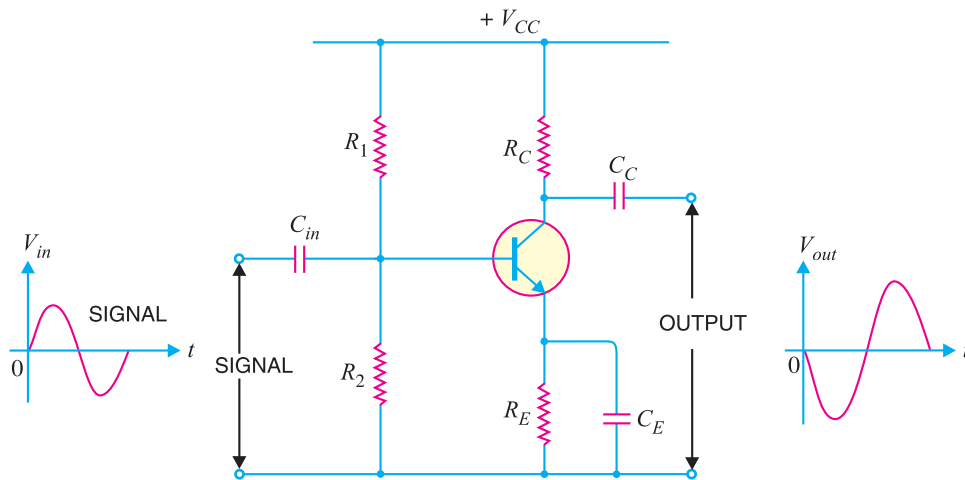 + V_CC
R_1
R_C
C_C
C_in
V_in
SIGNAL
t
0
SIGNAL
R_2
R_E
C_E
OUTPUT
V_out
0
t